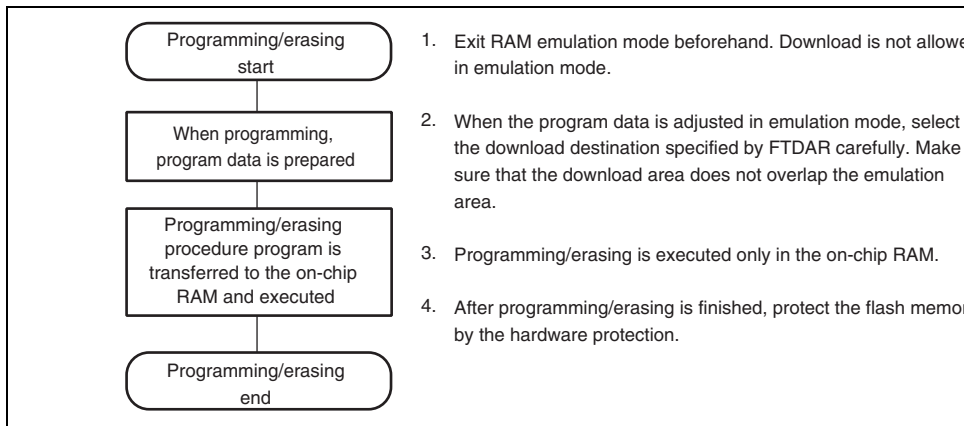 Programming/erasing
start
When programming,
program data is prepared
Programming/erasing
procedure program is
transferred to the on-chip
RAM and executed
Programming/erasing
end
1. Exit RAM emulation mode beforehand. Download is not allowe
in emulation mode.
2. When the program data is adjusted in emulation mode, select
the download destination specified by FTDAR carefully. Make
sure that the download area does not overlap the emulation
area.
3. Programming/erasing is executed only in the on-chip RAM.
4. After programming/erasing is finished, protect the flash memor
by the hardware protection.